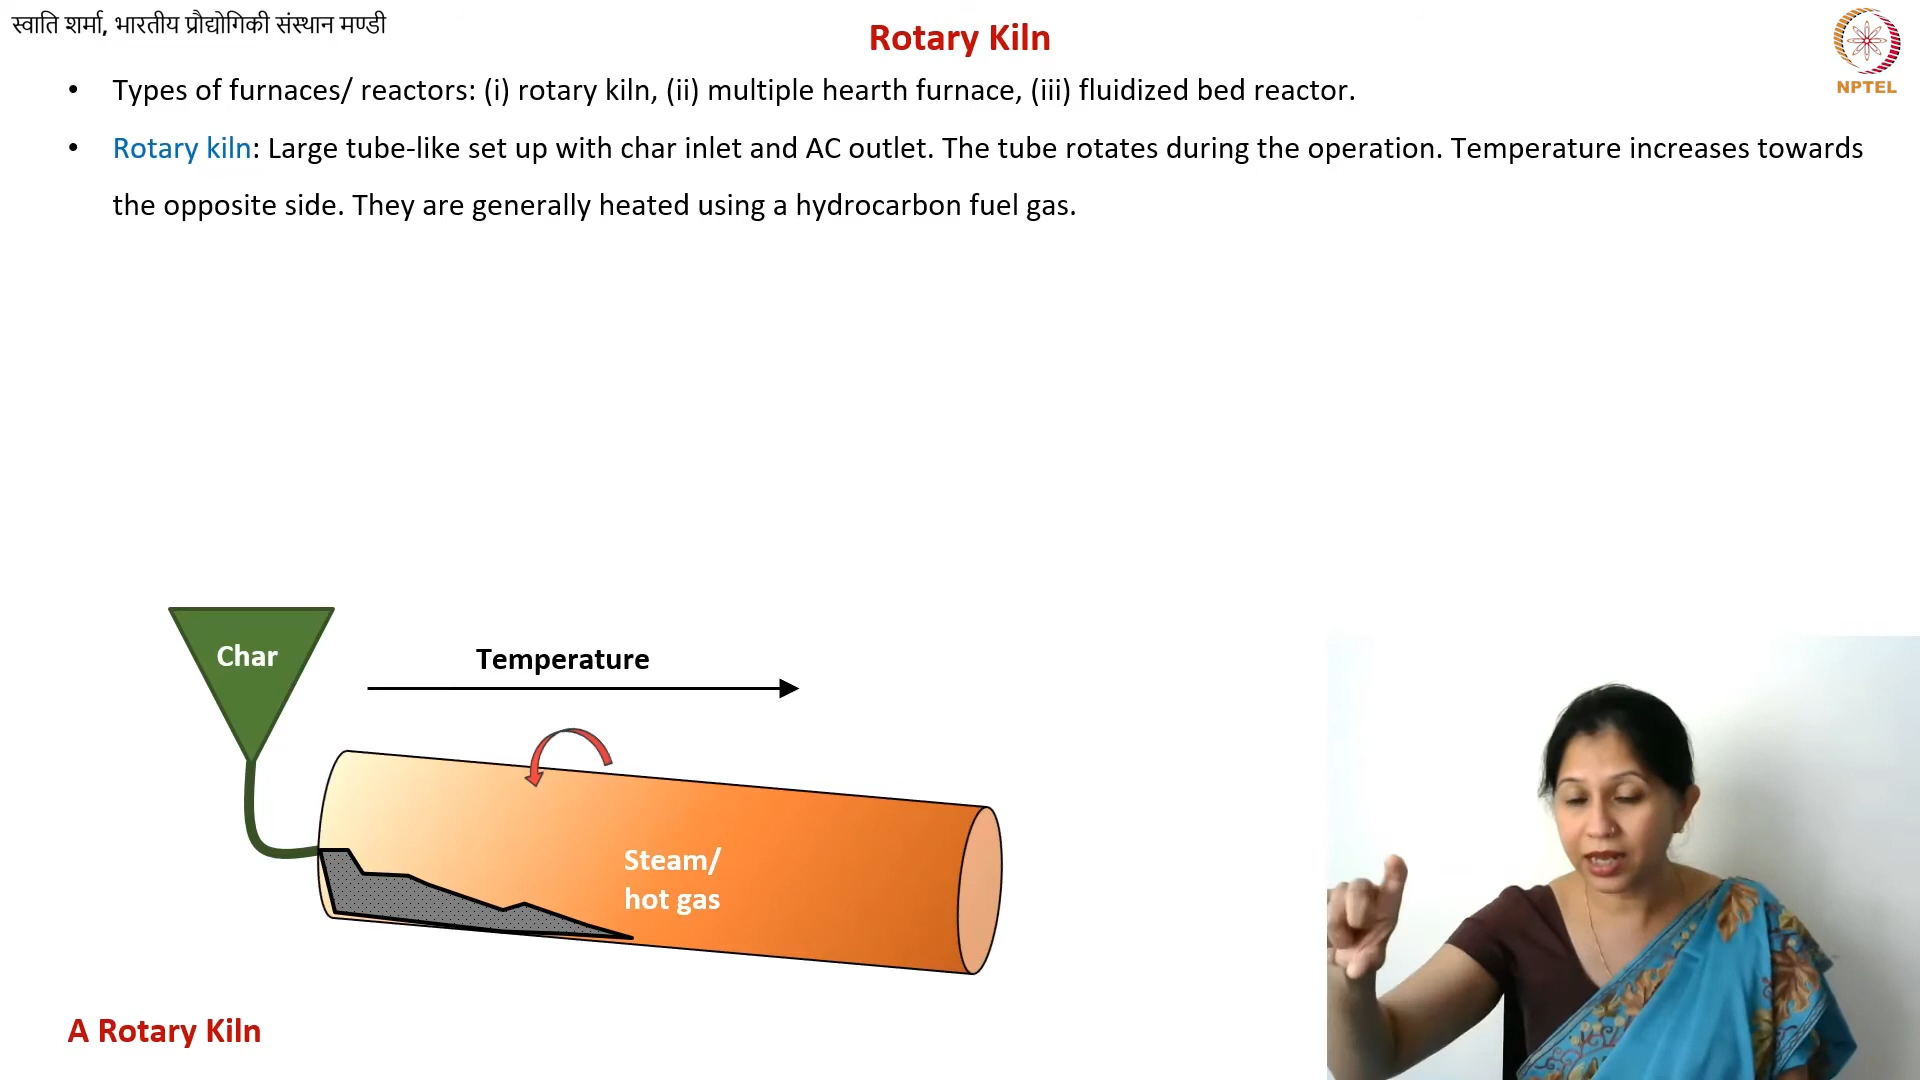 स्वाति शर्मा, भारतीय प्रौद्योगिकी संस्थान मण्डी
Rotary Kiln
NPTEL
• Types of furnaces/ reactors: (i) rotary kiln, (ii) multiple hearth furnace, (iii) fluidized bed reactor.
• Rotary kiln: Large tube-like set up with char inlet and AC outlet. The tube rotates during the operation. Temperature increases towards
the opposite side. They are generally heated using a hydrocarbon fuel gas.
Char
Temperature
Steam/
hot gas
A Rotary Kiln